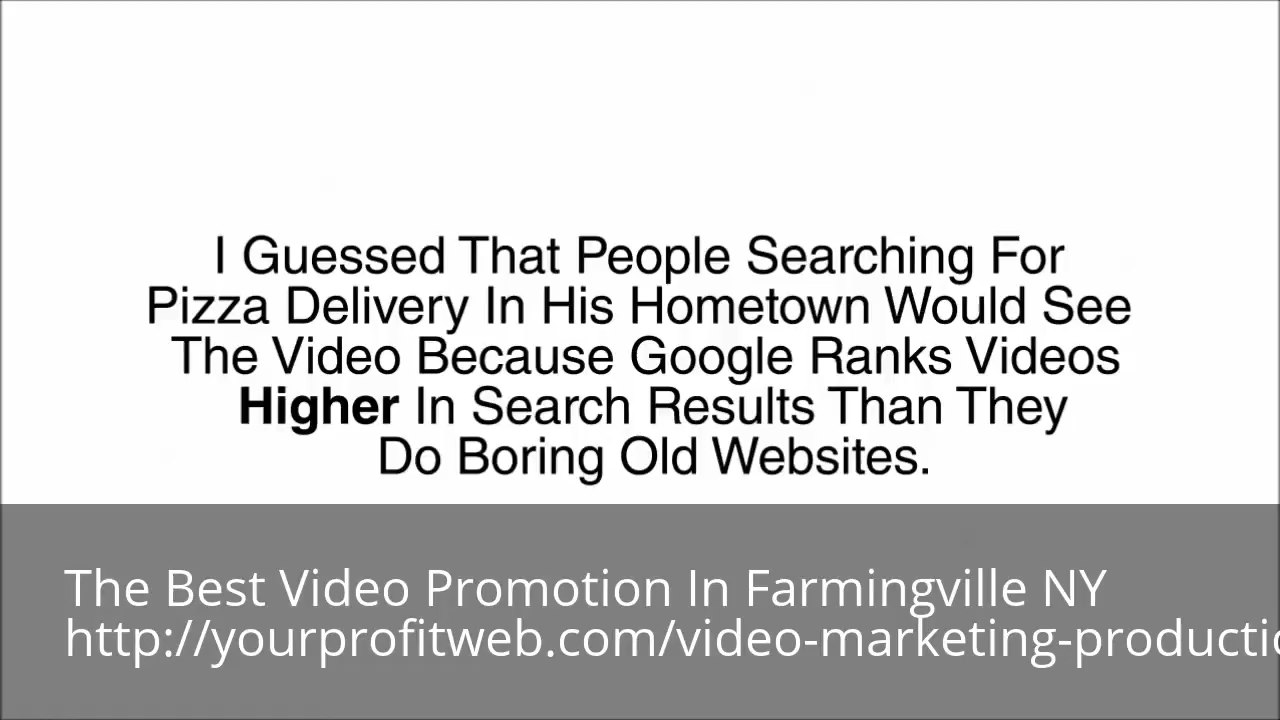 I Guessed That People Searching For
Pizza Delivery In His Hometown Would See
The Video Because Google Ranks Videos
Higher In Search Results Than They
Do Boring Old Websites.
The Best Video Promotion In Farmingville NY
http://yourprofitweb.com/video-marketing-productio